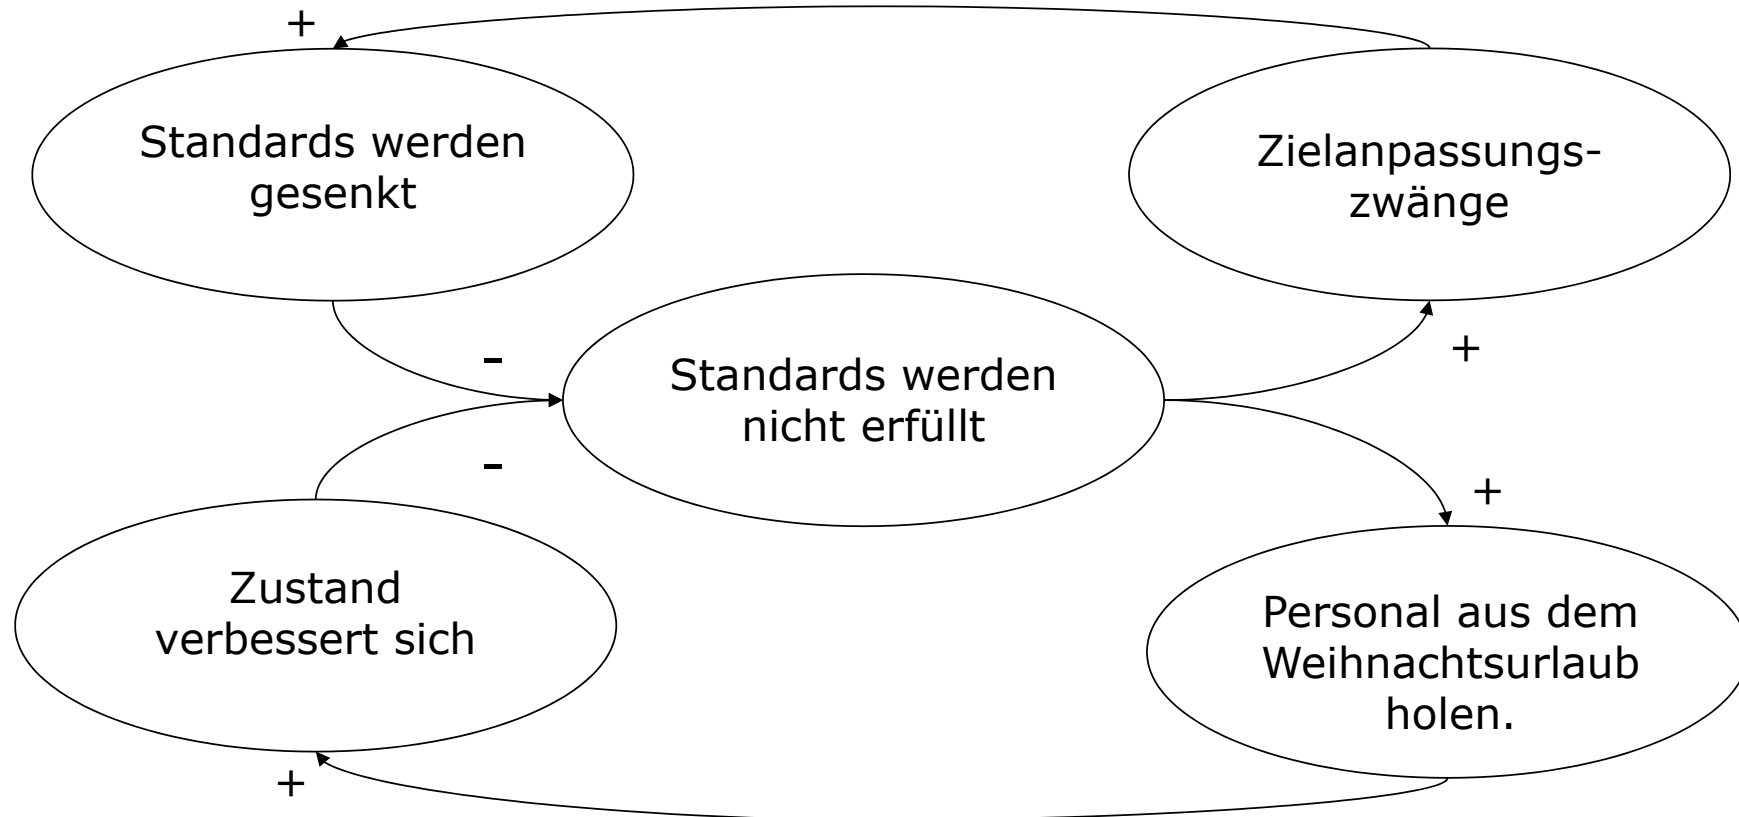 +
Standards werden
gesenkt
Zielanpassungs-
zwänge
-
+
Standards werden
nicht erfüllt
-
+
Zustand
verbessert sich
Personal aus dem
Weihnachtsurlaub
holen.
+